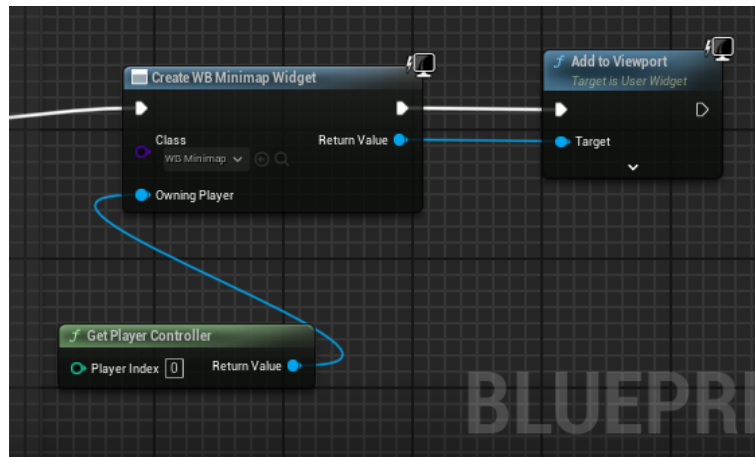 Create WB Minimap Widget
Class
WB Minimap
Return Value
Owning Player
f Add to Viewport
Target is User Widget
Target
f Get Player Controller
Player Index 0
Return Value
BLUEPRI